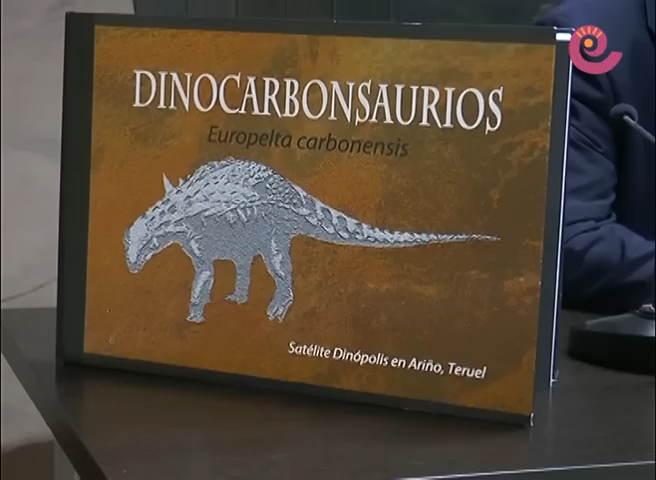 DINOCARBONSAURIOS
Europelta carbonensis
Satélite Dinópolis en Ariño, Teruel